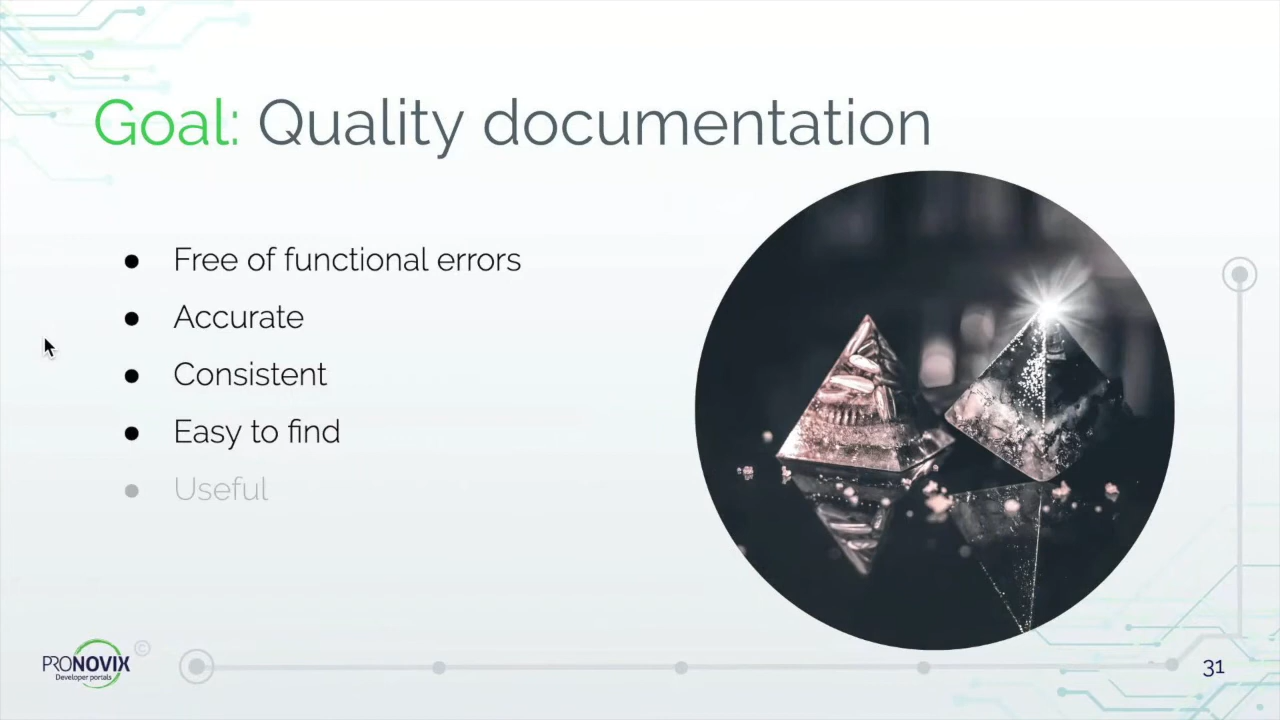 Goal: Quality documentation
● Free of functional errors
● Accurate
● Consistent
● Easy to find
● Useful
PRONOVIX ©
Developer portals
31